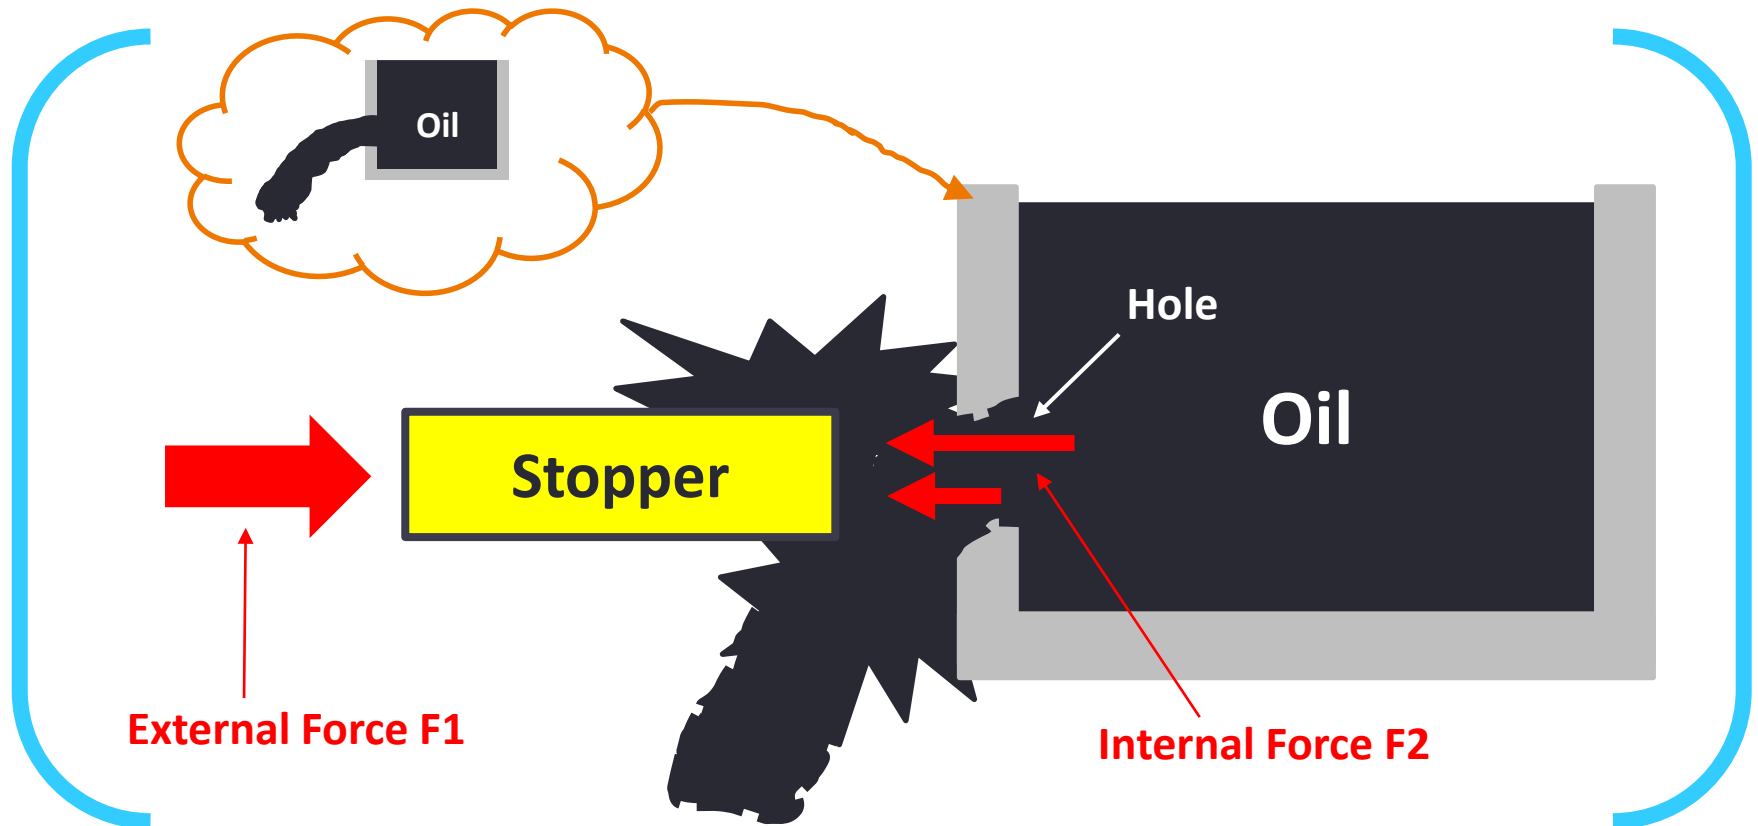 Oil
Hole
Oil
Stopper
External Force F1
Internal Force F2